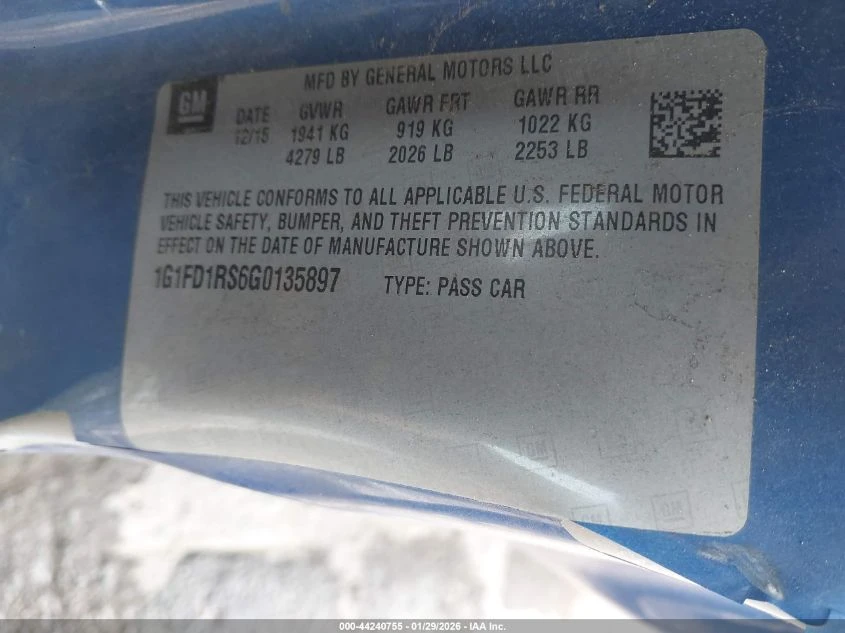 GM
MFD BY GENERAL MOTORS LLC
DATE GVWR GAWR FRT GAWR RR
12/15 1941 KG 919 KG 1022 KG
4279 LB 2026 LB 2253 LB
THIS VEHICLE CONFORMS TO ALL APPLICABLE U.S. FEDERAL MOTOR
VEHICLE SAFETY, BUMPER, AND THEFT PREVENTION STANDARDS IN
EFFECT ON THE DATE OF MANUFACTURE SHOWN ABOVE.
1G1FD1RS6G0135897 TYPE: PASS CAR
000-44240755 - 01/29/2026 - IAA Inc.